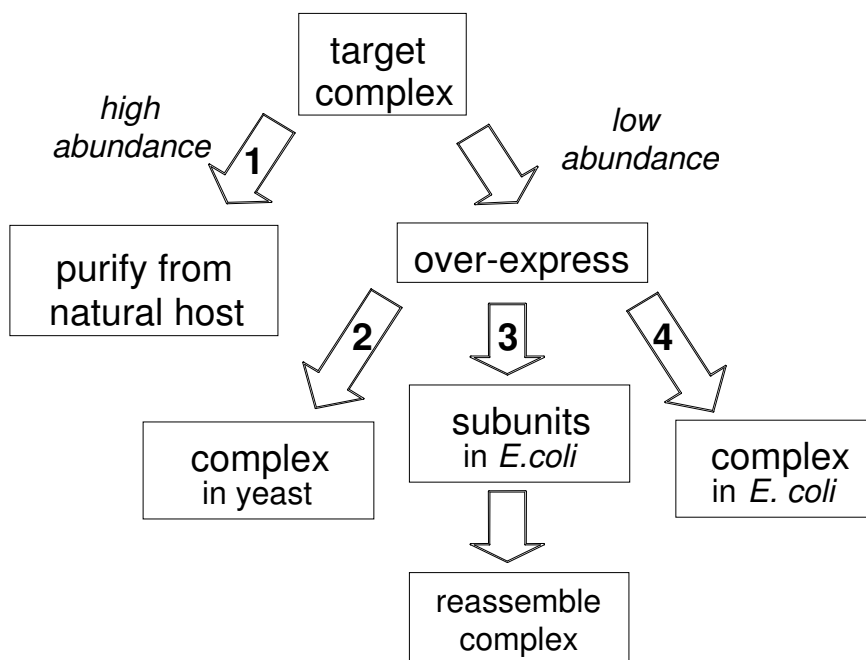 target
complex
high
abundance
1
low
abundance
purify from
natural host
over-express
2
3
4
complex
in yeast
subunits
in E.coli
complex
in E. coli
reassemble
complex